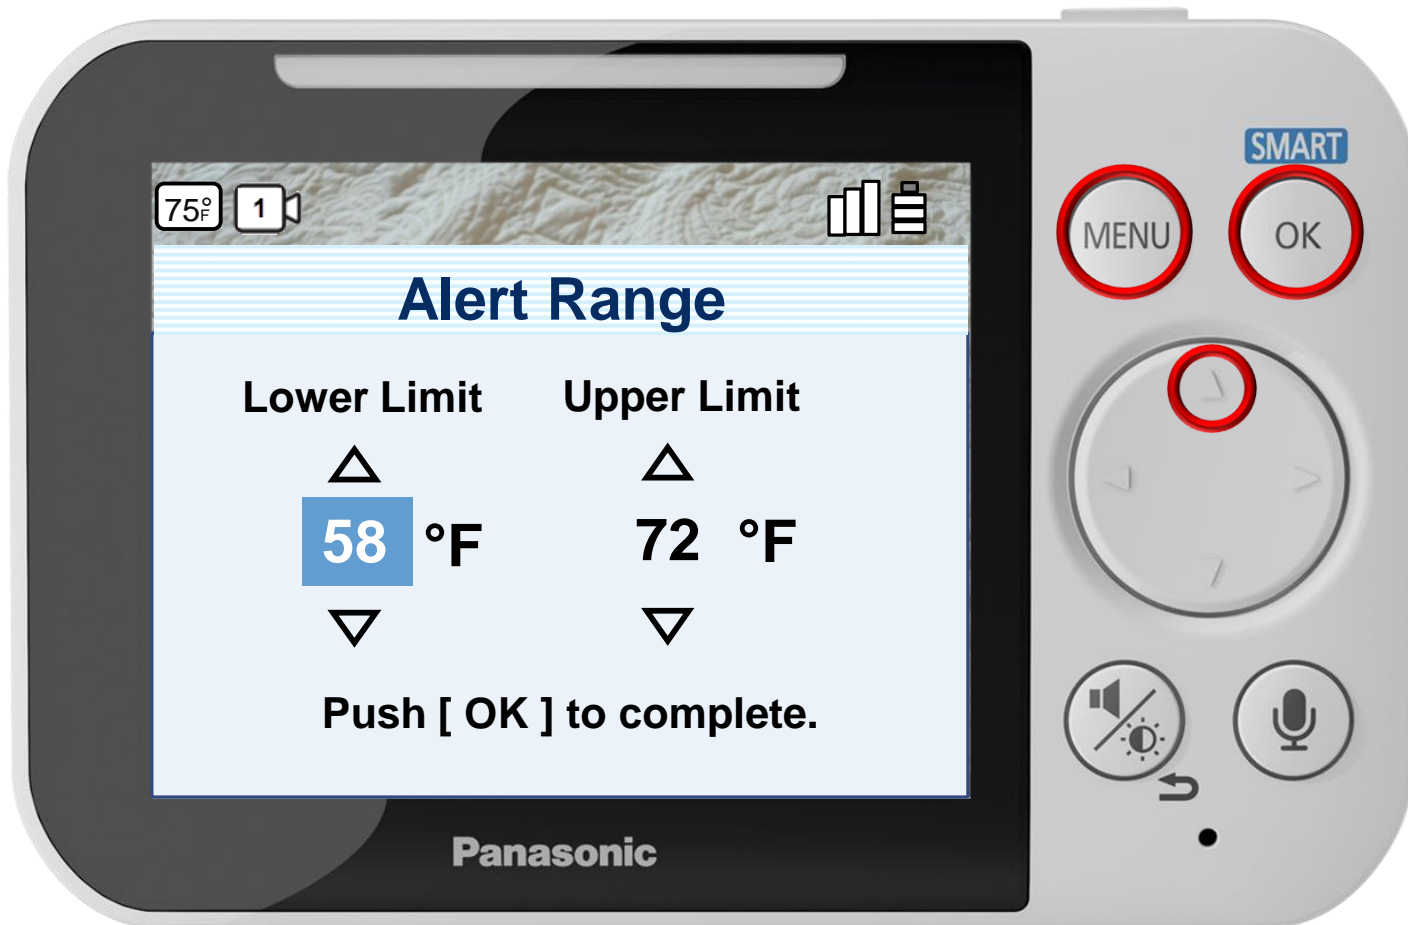 SMART
75°F 1
MENU OK
Alert Range
Lower Limit Upper Limit
58 °F 72 °F
Push [ OK ] to complete.
Panasonic